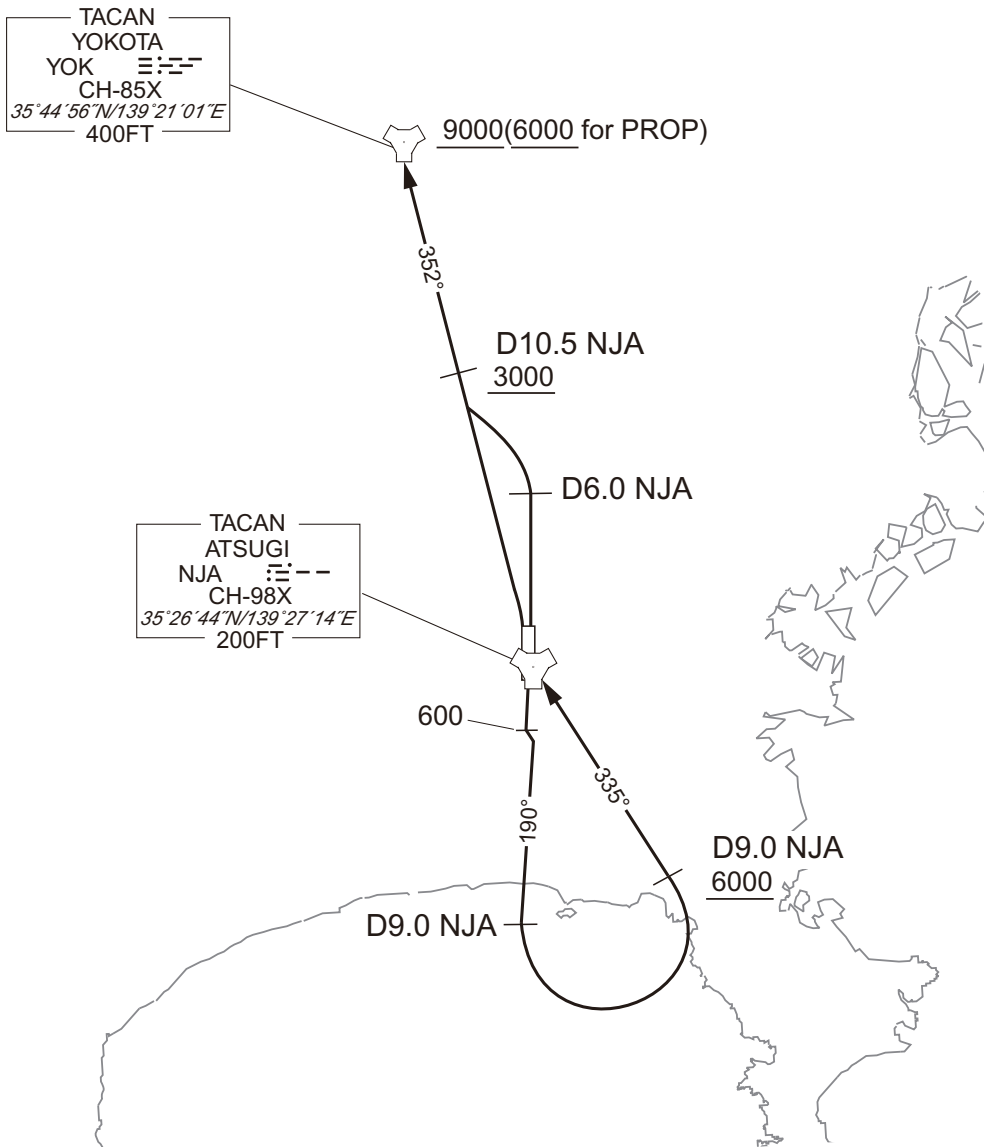 TACAN
YOKOTA
YOK
CH-85X
35°44´56˝N/139°21´01˝E
400FT
9000(6000 for PROP)
352°
D10.5 NJA
3000
D6.0 NJA
TACAN
ATSUGI
NJA
CH-98X
35°26´44˝N/139°27´14˝E
200FT
600
335°
190°
D9.0 NJA
6000
D9.0 NJA